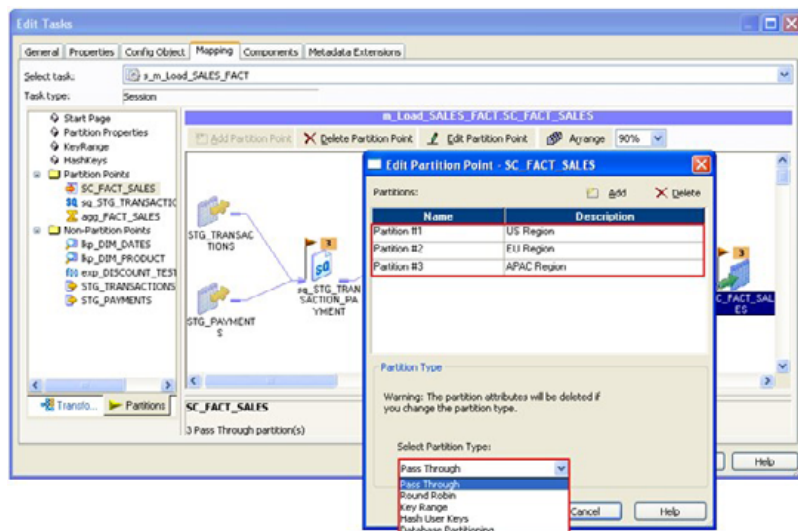 Edit Tasks
General Properties Config Object Mapping Components Metadata Extensions
Select task: s_m_Load_SALES_FACT
Task type: Session
Start Page
Partition Properties
KeyRange
HashKeys
Partition Points
SC_FACT_SALES
sq_STG_TRANSACTIC
agg_FACT_SALES
Non-Partition Points
lkp_DIM_DATES
lkp_DIM_PRODUCT
exp_DISCOUNT_TEST
STG_TRANSACTIONS
STG_PAYMENTS
Transfo... Partitions
m_Load_SALES_FACT.SC_FACT_SALES
Add Partition Point Delete Partition Point Edit Partition Point Arrange 90%
STG_TRANSAC
TIONS
STG_PAYMENT
S
3
SQ
sq_STG_TRAN
SACTION_PA
YMENT
3
C_FACT_SAL
ES
SC_FACT_SALES
3 Pass Through partition(s)
Help
Edit Partition Point - SC_FACT_SALES
Partitions: Add Delete
Name Description
Partition #1 US Region
Partition #2 EU Region
Partition #3 APAC Region
Partition Type
Warning: The partition attributes will be deleted if
you change the partition type.
Select Partition Type:
Pass Through
Pass Through
Round Robin
Key Range
Hash User Keys
Database Partitioning
Cancel Help